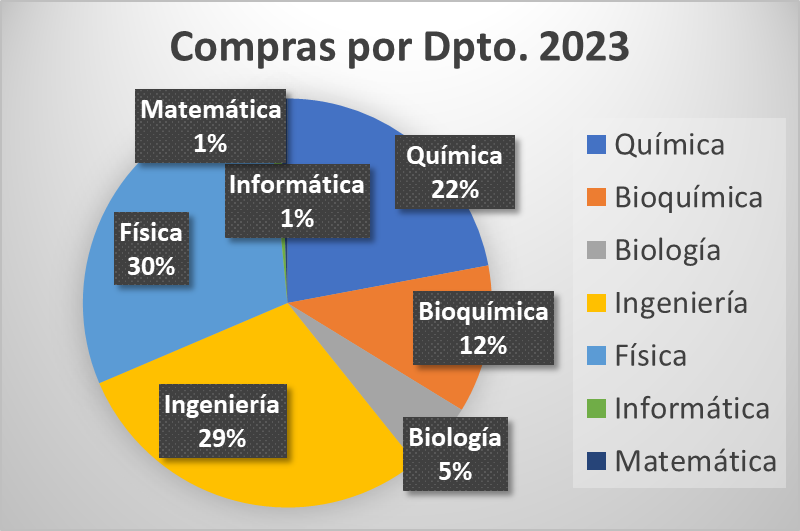 Compras por Dpto. 2023
Matemática
1%
Química
22%
Informática
1%
Física
30%
Bioquímica
12%
Ingeniería
29%
Biología
5%
Química
Bioquímica
Biología
Ingeniería
Física
Informática
Matemática